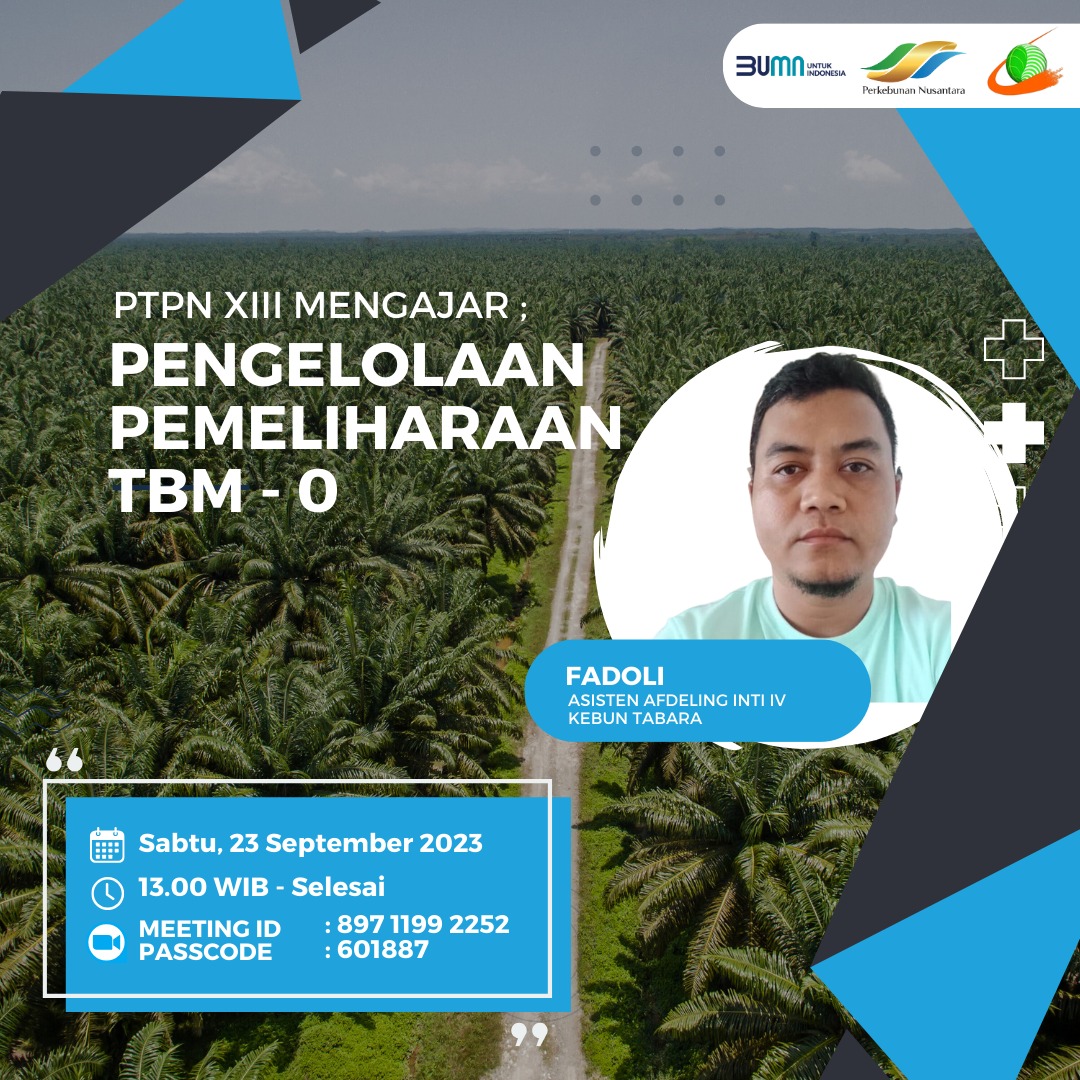 BUMN UNTUK
INDONESIA
Perkebunan Nusantara
PTPN XIII MENGAJAR ;
PENGELOLAAN
PEMELIHARAAN
TBM - 0
FADOLI
ASISTEN AFDELING INTI IV
KEBUN TABARA
Sabtu, 23 September 2023
13.00 WIB - Selesai
MEETING ID : 897 1199 2252
PASSCODE : 601887